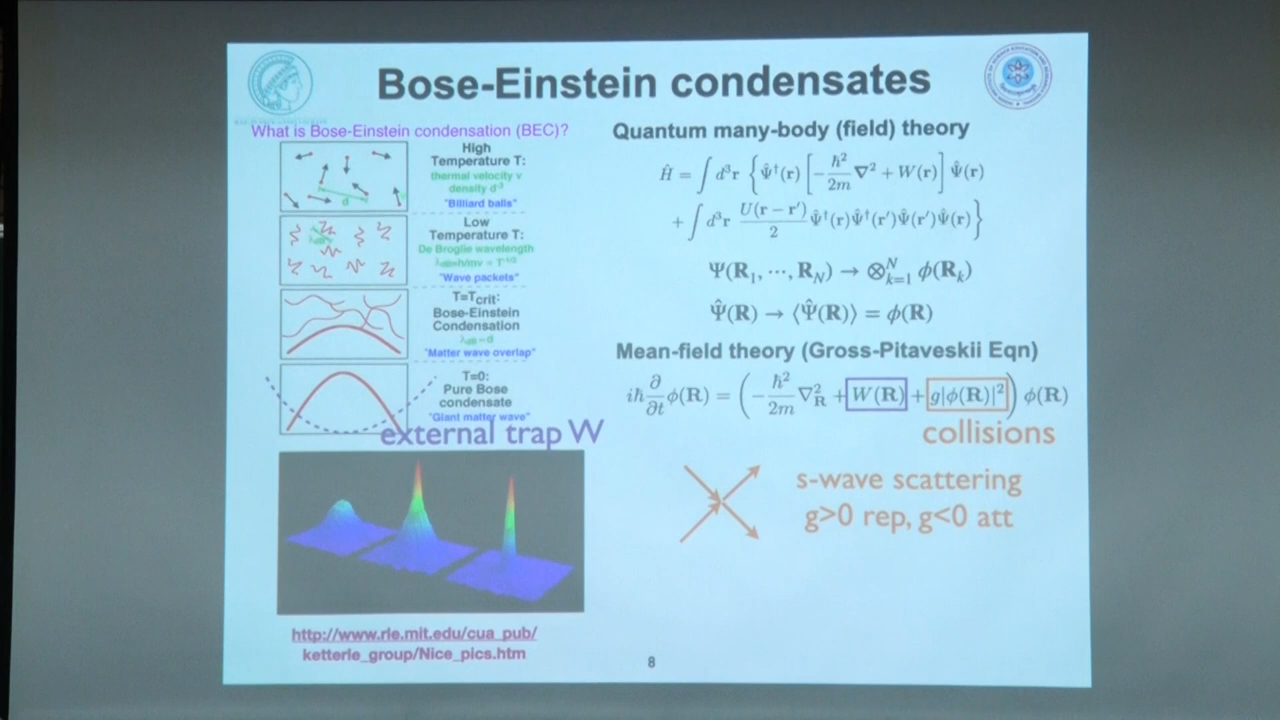 Bose-Einstein condensates
What is Bose-Einstein condensation (BEC)?
High
Temperature T:
thermal velocity v
density d⁻³
"Billiard balls"
d
Low
Temperature T:
De Broglie wavelength
"Wave packets"
T=Tcrit:
Bose-Einstein
Condensation
"Matter wave overlap"
T=0:
Pure Bose
condensate
"Giant matter wave"
external trap W
http://www.rle.mit.edu/cua_pub/
ketterle_group/Nice_pics.htm
Quantum many-body (field) theory
Ĥ = ∫ d³r { Ψ̂†(r) [ −ℏ²/2m ∇² + W(r) ] Ψ̂(r)
+ ∫ d³r U(r − r′)/2 Ψ̂†(r)Ψ̂†(r′)Ψ̂(r′)Ψ̂(r) }
Ψ(R₁, ⋯, R_N) → ⊗ᴺₖ₌₁ ϕ(Rₖ)
Ψ̂(R) → ⟨Ψ̂(R)⟩ = ϕ(R)
Mean-field theory (Gross-Pitaveskii Eqn)
iℏ ∂/∂t ϕ(R) = ( −ℏ²/2m ∇²_R + W(R) + g|ϕ(R)|² ) ϕ(R)
collisions
s-wave scattering
g>0 rep, g<0 att
8